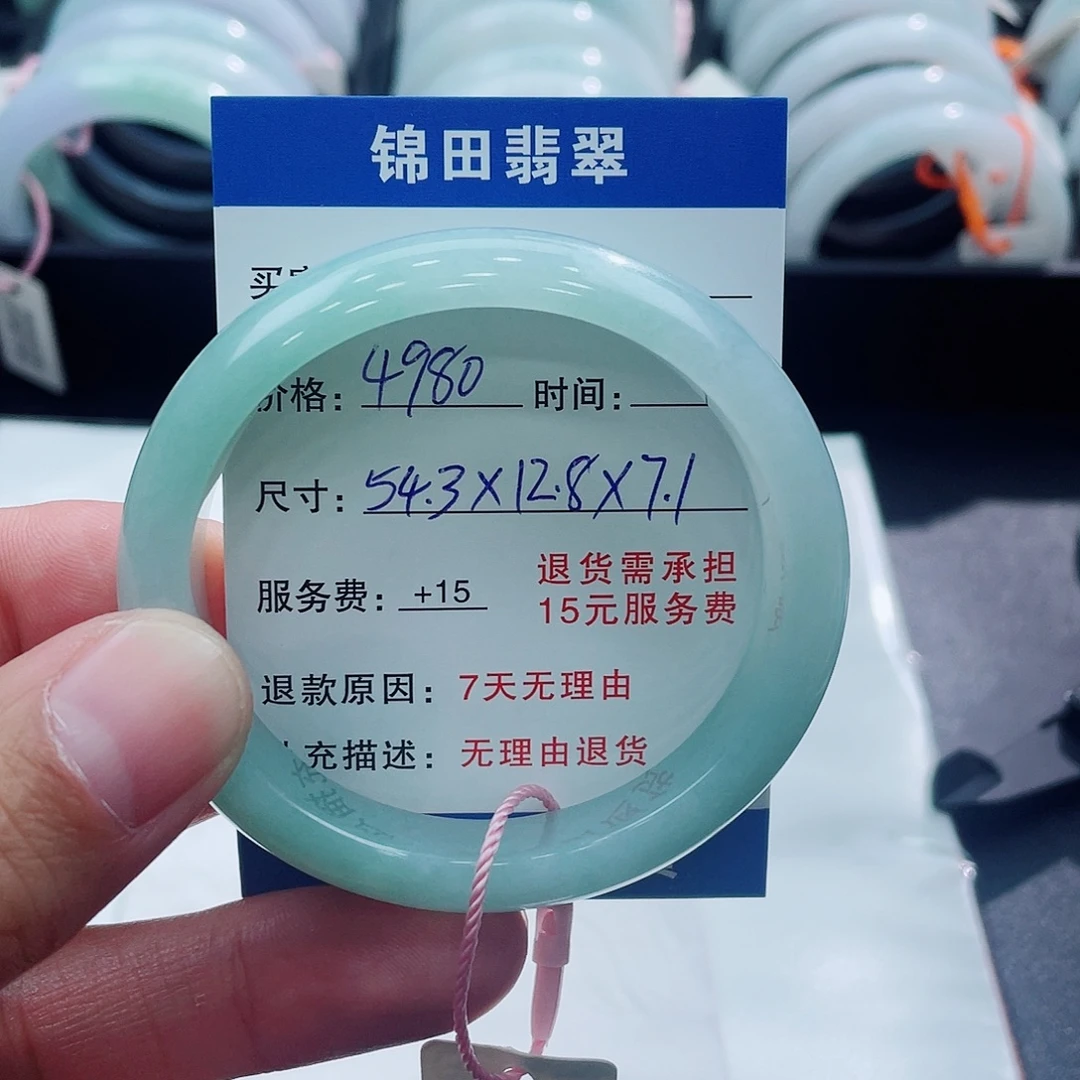 锦田翡翠
买
价格: 4980 时间:
尺寸: 54.3X12.8X7.1
服务费: +15
退货需承担
15元服务费
退款原因: 7天无理由
充描述: 无理由退货